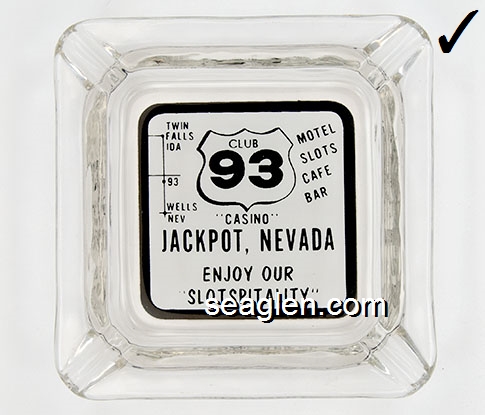 TWIN
FALLS
IDA
93
WELLS
NEV
CLUB
93
MOTEL
SLOTS
CAFE
BAR
"CASINO"
JACKPOT, NEVADA
ENJOY OUR
"SLOTSPITALITY"
seaglen.com